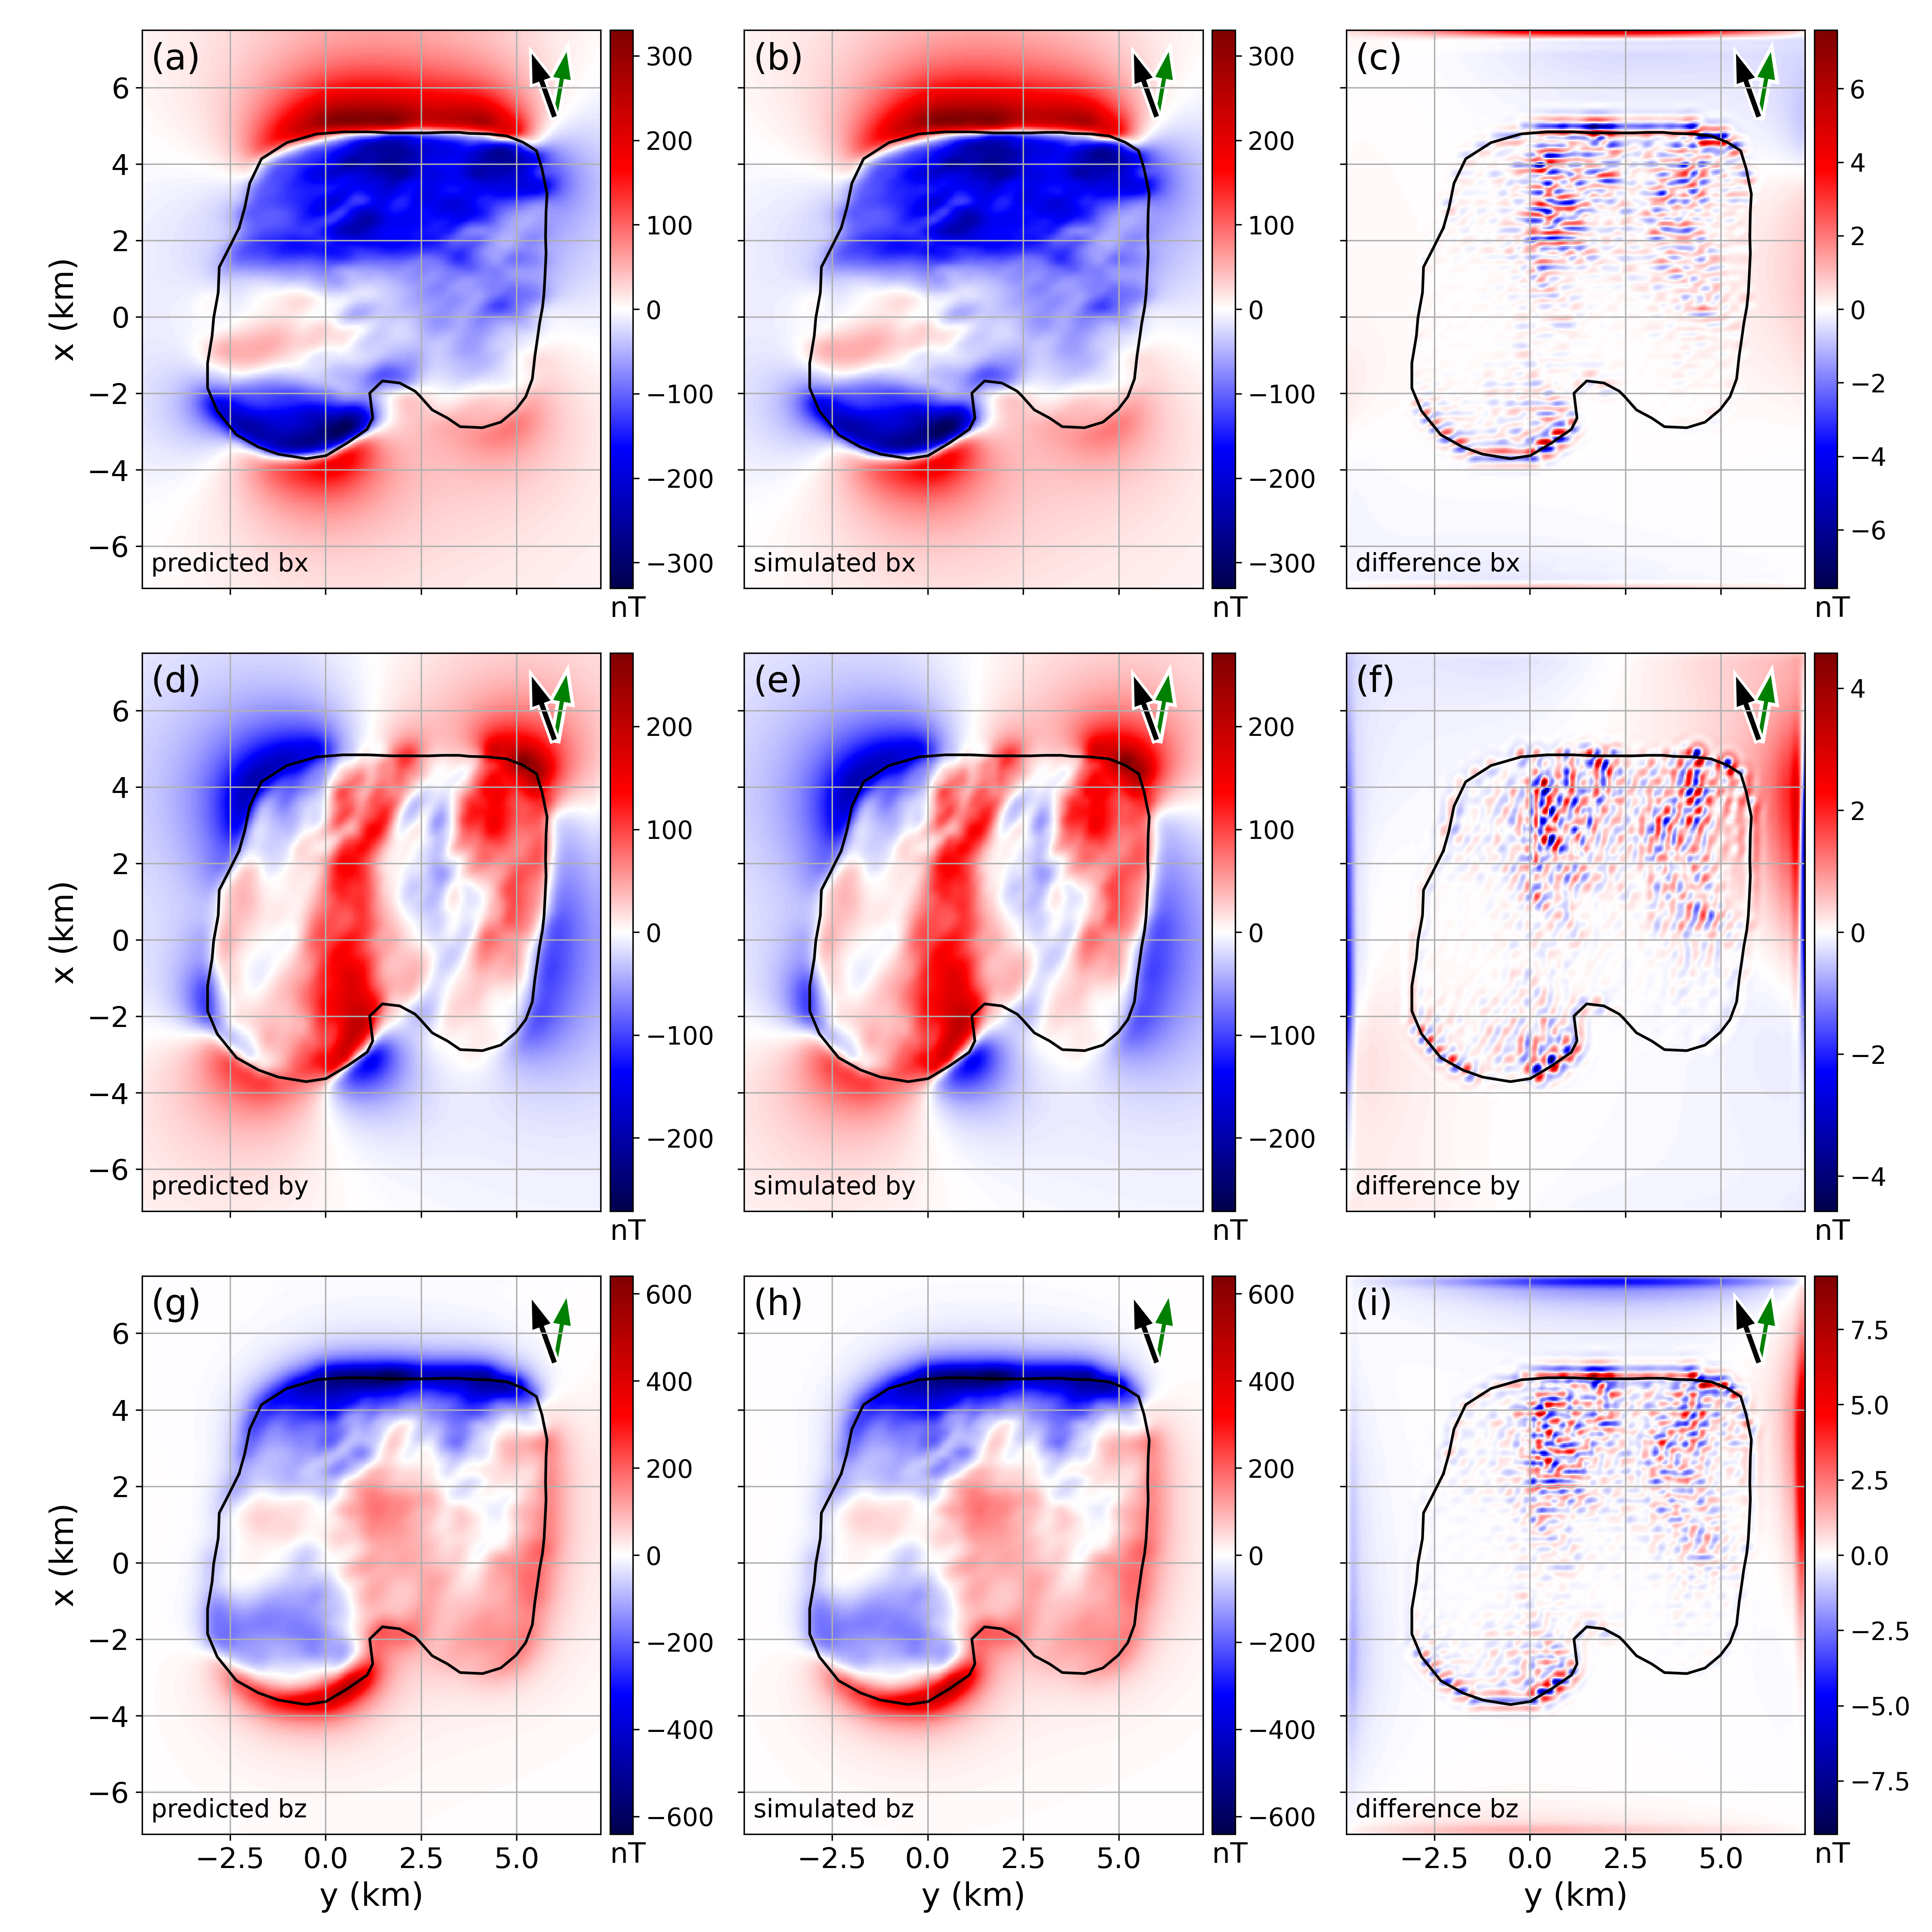 (a)
predicted bx
x (km)
6
4
2
0
−2
−4
−6
300
200
100
0
−100
−200
−300
nT
(b)
simulated bx
300
200
100
0
−100
−200
−300
nT
(c)
difference bx
6
4
2
0
−2
−4
−6
nT
(d)
predicted by
x (km)
6
4
2
0
−2
−4
−6
200
100
0
−100
−200
nT
(e)
simulated by
200
100
0
−100
−200
nT
(f)
difference by
4
2
0
−2
−4
nT
(g)
predicted bz
x (km)
6
4
2
0
−2
−4
−6
−2.5 0.0 2.5 5.0
y (km)
600
400
200
0
−200
−400
−600
nT
(h)
simulated bz
−2.5 0.0 2.5 5.0
y (km)
600
400
200
0
−200
−400
−600
nT
(i)
difference bz
−2.5 0.0 2.5 5.0
y (km)
7.5
5.0
2.5
0.0
−2.5
−5.0
−7.5
nT